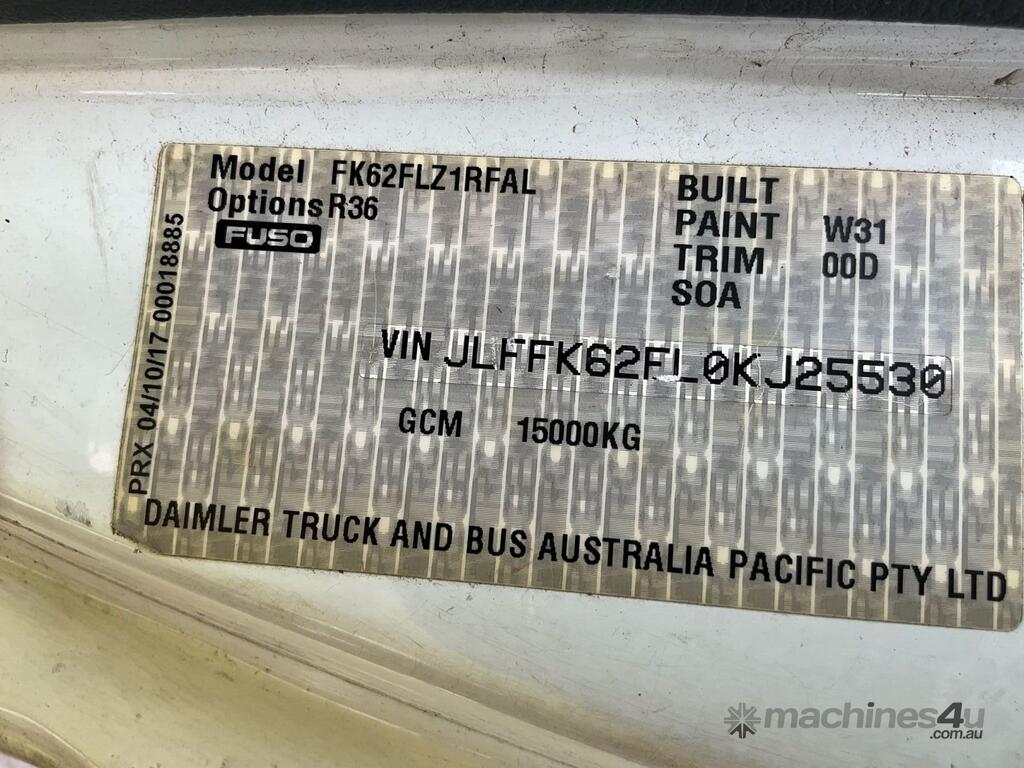 Model FK62FLZ1RFAL
Options R36
FUSO
BUILT
PAINT W31
TRIM 00D
SOA
PRX 04/10/17 00018885
VIN JLFFK62FL0KJ25530
GCM 15000KG
DAIMLER TRUCK AND BUS AUSTRALIA PACIFIC PTY LTD
machines4u
.com.au